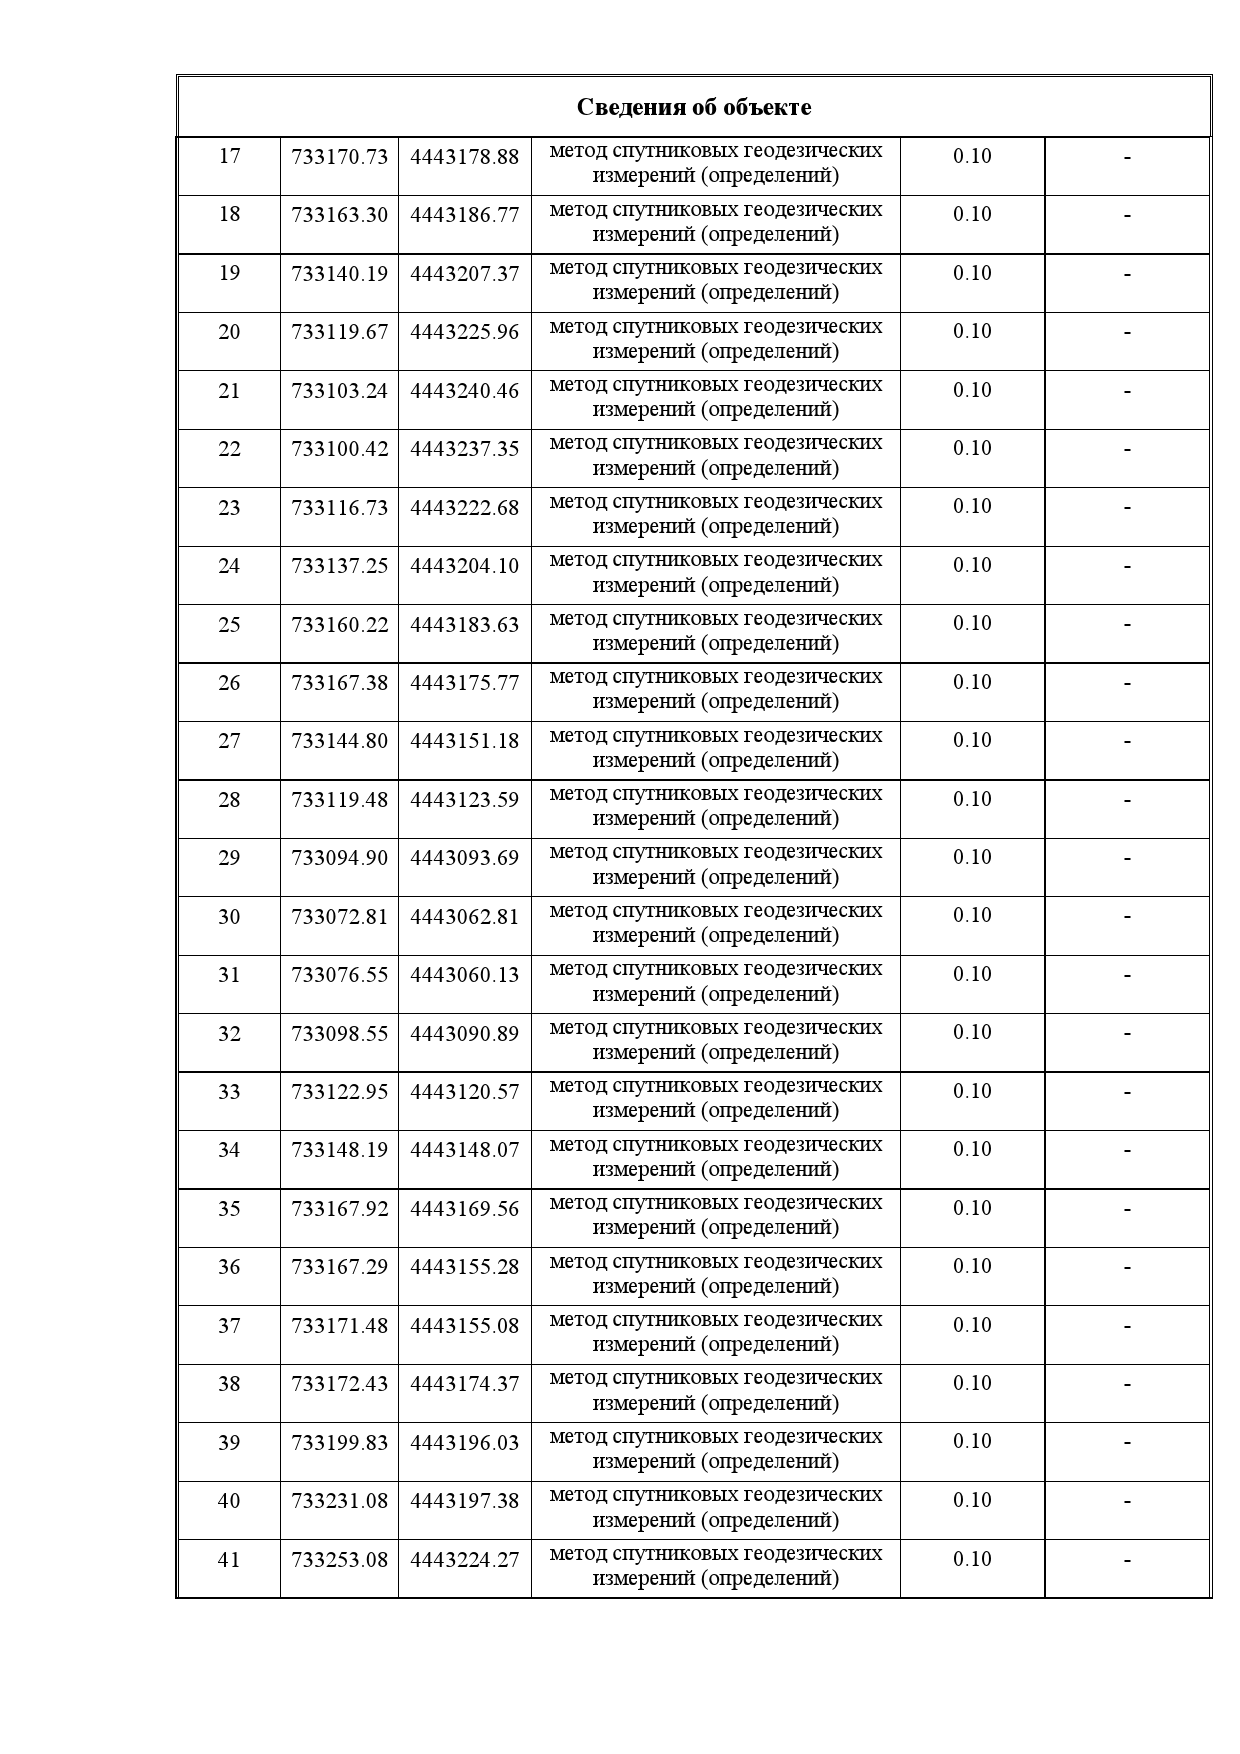 Сведения об объекте
17 733170.73 4443178.88 метод спутниковых геодезических измерений (определений) 0.10 -
18 733163.30 4443186.77 метод спутниковых геодезических измерений (определений) 0.10 -
19 733140.19 4443207.37 метод спутниковых геодезических измерений (определений) 0.10 -
20 733119.67 4443225.96 метод спутниковых геодезических измерений (определений) 0.10 -
21 733103.24 4443240.46 метод спутниковых геодезических измерений (определений) 0.10 -
22 733100.42 4443237.35 метод спутниковых геодезических измерений (определений) 0.10 -
23 733116.73 4443222.68 метод спутниковых геодезических измерений (определений) 0.10 -
24 733137.25 4443204.10 метод спутниковых геодезических измерений (определений) 0.10 -
25 733160.22 4443183.63 метод спутниковых геодезических измерений (определений) 0.10 -
26 733167.38 4443175.77 метод спутниковых геодезических измерений (определений) 0.10 -
27 733144.80 4443151.18 метод спутниковых геодезических измерений (определений) 0.10 -
28 733119.48 4443123.59 метод спутниковых геодезических измерений (определений) 0.10 -
29 733094.90 4443093.69 метод спутниковых геодезических измерений (определений) 0.10 -
30 733072.81 4443062.81 метод спутниковых геодезических измерений (определений) 0.10 -
31 733076.55 4443060.13 метод спутниковых геодезических измерений (определений) 0.10 -
32 733098.55 4443090.89 метод спутниковых геодезических измерений (определений) 0.10 -
33 733122.95 4443120.57 метод спутниковых геодезических измерений (определений) 0.10 -
34 733148.19 4443148.07 метод спутниковых геодезических измерений (определений) 0.10 -
35 733167.92 4443169.56 метод спутниковых геодезических измерений (определений) 0.10 -
36 733167.29 4443155.28 метод спутниковых геодезических измерений (определений) 0.10 -
37 733171.48 4443155.08 метод спутниковых геодезических измерений (определений) 0.10 -
38 733172.43 4443174.37 метод спутниковых геодезических измерений (определений) 0.10 -
39 733199.83 4443196.03 метод спутниковых геодезических измерений (определений) 0.10 -
40 733231.08 4443197.38 метод спутниковых геодезических измерений (определений) 0.10 -
41 733253.08 4443224.27 метод спутниковых геодезических измерений (определений) 0.10 -